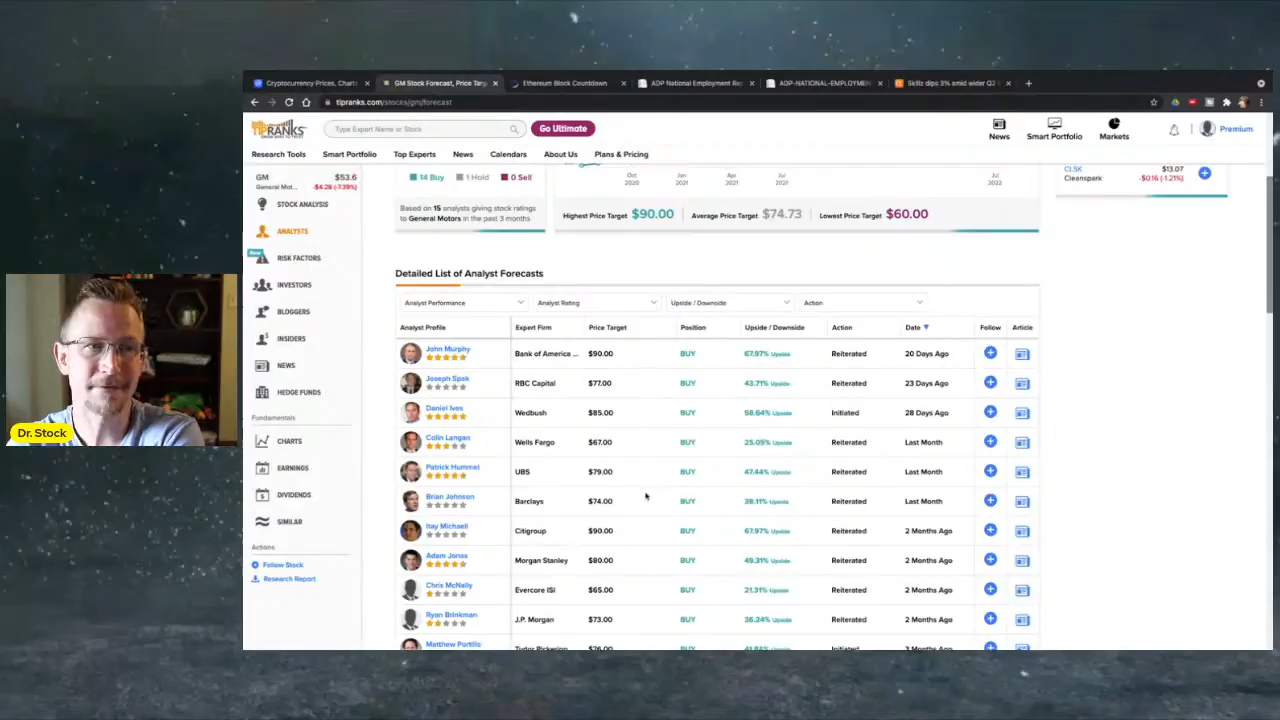 Cryptocurrency Prices, Charts
GM Stock Forecast, Price Targ
Ethereum Block Countdown
ADP National Employment Re
ADP-NATIONAL-EMPLOYMEN
Skillz dips 3% amid wider Q2
tipranks.com/stocks/gm/forecast
TIPRANKS
Type Expert Name or Stock
Go Ultimate
News
Smart Portfolio
Markets
Premium
Research Tools
Smart Portfolio
Top Experts
News
Calendars
About Us
Plans & Pricing
GM $53.6
General Mot... -$4.28 (-7.39%)
STOCK ANALYSIS
ANALYSTS
New
RISK FACTORS
INVESTORS
BLOGGERS
INSIDERS
NEWS
HEDGE FUNDS
Fundamentals
CHARTS
EARNINGS
DIVIDENDS
SIMILAR
Actions
Follow Stock
Research Report
14 Buy 1 Hold 0 Sell
Based on 15 analysts giving stock ratings
to General Motors in the past 3 months
Oct 2020
Jan 2021
Apr 2021
Jul 2021
Jul 2022
Highest Price Target $90.00
Average Price Target $74.73
Lowest Price Target $60.00
CLSK $13.07
Cleanspark -$0.16 (-1.21%)
Detailed List of Analyst Forecasts
Analyst Performance
Analyst Rating
Upside / Downside
Action
Analyst Profile Expert Firm Price Target Position Upside / Downside Action Date Follow Article
John Murphy Bank of America ... $90.00 BUY 67.97% Upside Reiterated 20 Days Ago
Joseph Spak RBC Capital $77.00 BUY 43.71% Upside Reiterated 23 Days Ago
Daniel Ives Wedbush $85.00 BUY 58.64% Upside Initiated 28 Days Ago
Colin Langan Wells Fargo $67.00 BUY 25.05% Upside Reiterated Last Month
Patrick Hummel UBS $79.00 BUY 47.44% Upside Reiterated Last Month
Brian Johnson Barclays $74.00 BUY 38.11% Upside Reiterated Last Month
Itay Michaeli Citigroup $90.00 BUY 67.97% Upside Reiterated 2 Months Ago
Adam Jonas Morgan Stanley $80.00 BUY 49.31% Upside Reiterated 2 Months Ago
Chris McNally Evercore ISI $65.00 BUY 21.31% Upside Reiterated 2 Months Ago
Ryan Brinkman J.P. Morgan $73.00 BUY 36.24% Upside Reiterated 2 Months Ago
Matthew Portillo Tudor Pickering $76.00 BUY 41.84% Upside Initiated 3 Months Ago
Dr. Stock